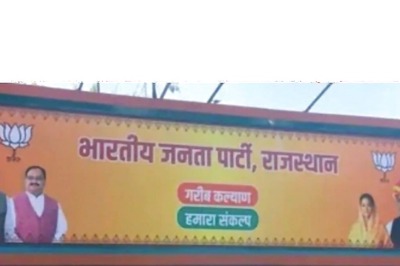 भारतीय जनता पार्टी, राजस्थान
गरीब कल्याण
हमारा संकल्प